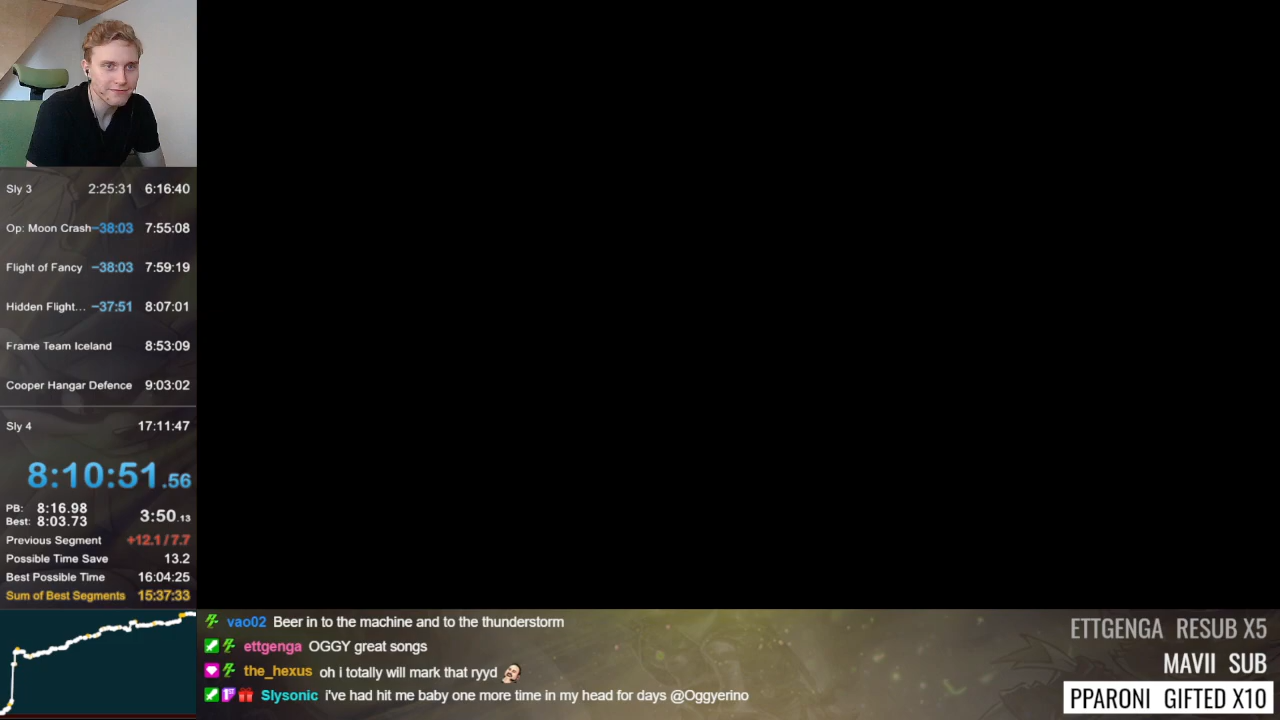 Sly 3 2:25:31 6:16:40
Op: Moon Crash −38:03 7:55:08
Flight of Fancy −38:03 7:59:19
Hidden Flight... −37:51 8:07:01
Frame Team Iceland 8:53:09
Cooper Hangar Defence 9:03:02
Sly 4 17:11:47
8:10:51.56
PB: 8:16.98
Best: 8:03.73
3:50.13
Previous Segment +12.1 / 7.7
Possible Time Save 13.2
Best Possible Time 16:04:25
Sum of Best Segments 15:37:33
vao02 Beer in to the machine and to the thunderstorm
ettgenga OGGY great songs
the_hexus oh i totally will mark that ryyd
Slysonic i've had hit me baby one more time in my head for days @Oggyerino
ETTGENGA RESUB X5
MAVII SUB
PPARONI GIFTED X10